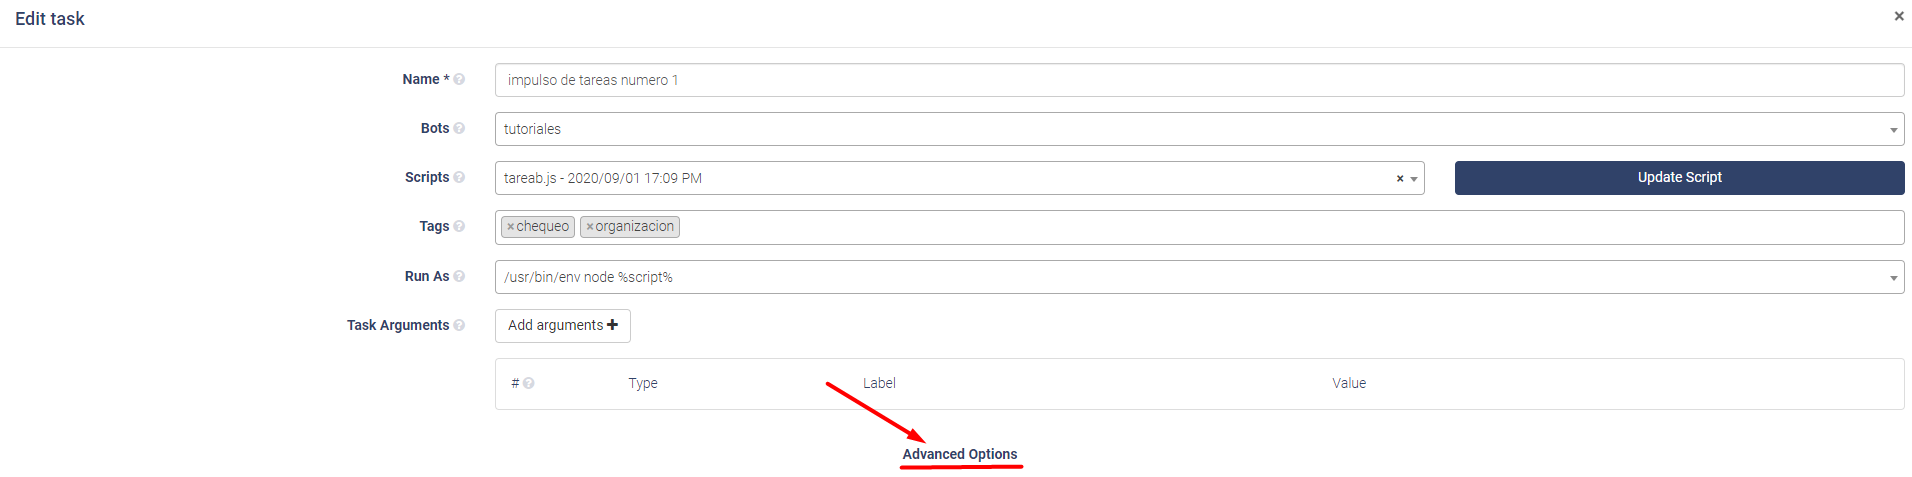 Edit task ×
Name * ?
impulso de tareas numero 1
Bots ?
tutoriales
Scripts ?
tareab.js - 2020/09/01 17:09 PM ×
Update Script
Tags ?
×chequeo ×organizacion
Run As ?
/usr/bin/env node %script%
Task Arguments ?
Add arguments +
# ? Type Label Value
Advanced Options